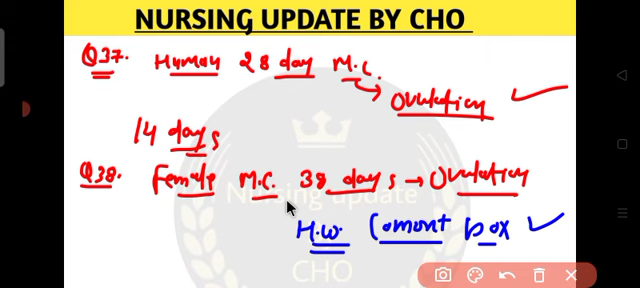 NURSING UPDATE BY CHO
Q37. Human 28 day M.C.
Ovulation
14 days
Q38. Female M.C. 38 days → Ovulation
Nursing update
H.W. Coment box
CHO